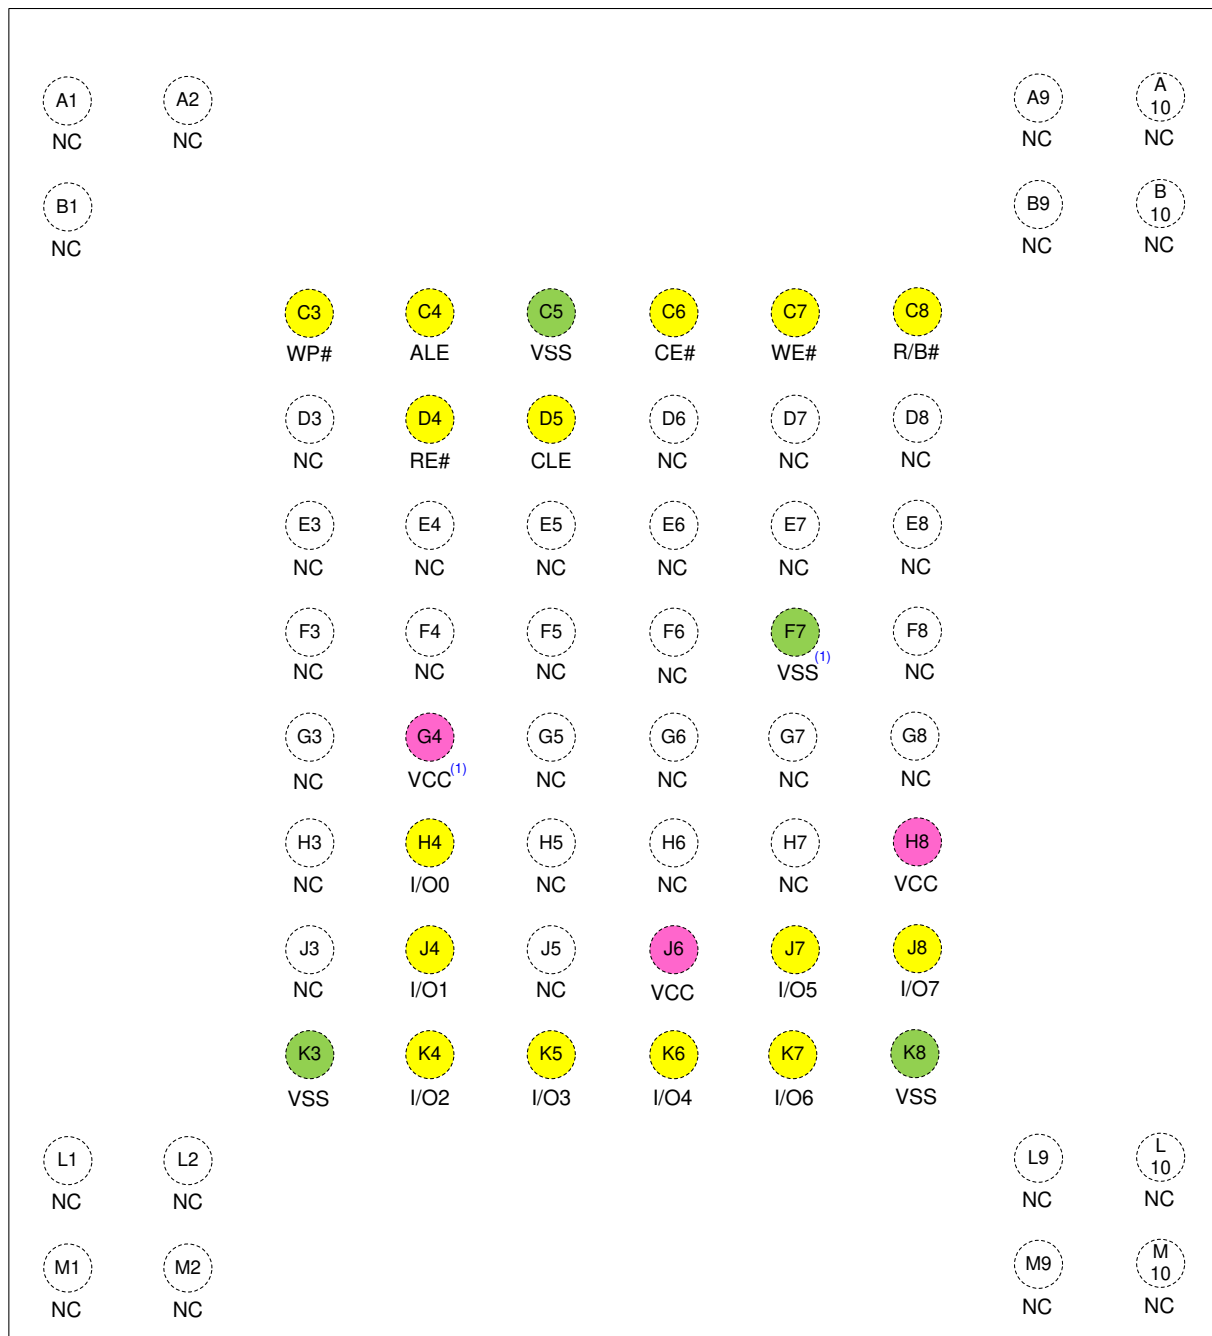 A1 A2 A9 A
10
NC NC NC NC
B1 B9 B
10
NC NC NC
C3 C4 C5 C6 C7 C8
WP# ALE VSS CE# WE# R/B#
D3 D4 D5 D6 D7 D8
NC RE# CLE NC NC NC
E3 E4 E5 E6 E7 E8
NC NC NC NC NC NC
F3 F4 F5 F6 F7 F8
NC NC NC NC VSS(1) NC
G3 G4 G5 G6 G7 G8
NC VCC(1) NC NC NC NC
H3 H4 H5 H6 H7 H8
NC I/O0 NC NC NC VCC
J3 J4 J5 J6 J7 J8
NC I/O1 NC VCC I/O5 I/O7
K3 K4 K5 K6 K7 K8
VSS I/O2 I/O3 I/O4 I/O6 VSS
L1 L2 L9 L
10
NC NC NC NC
M1 M2 M9 M
10
NC NC NC NC